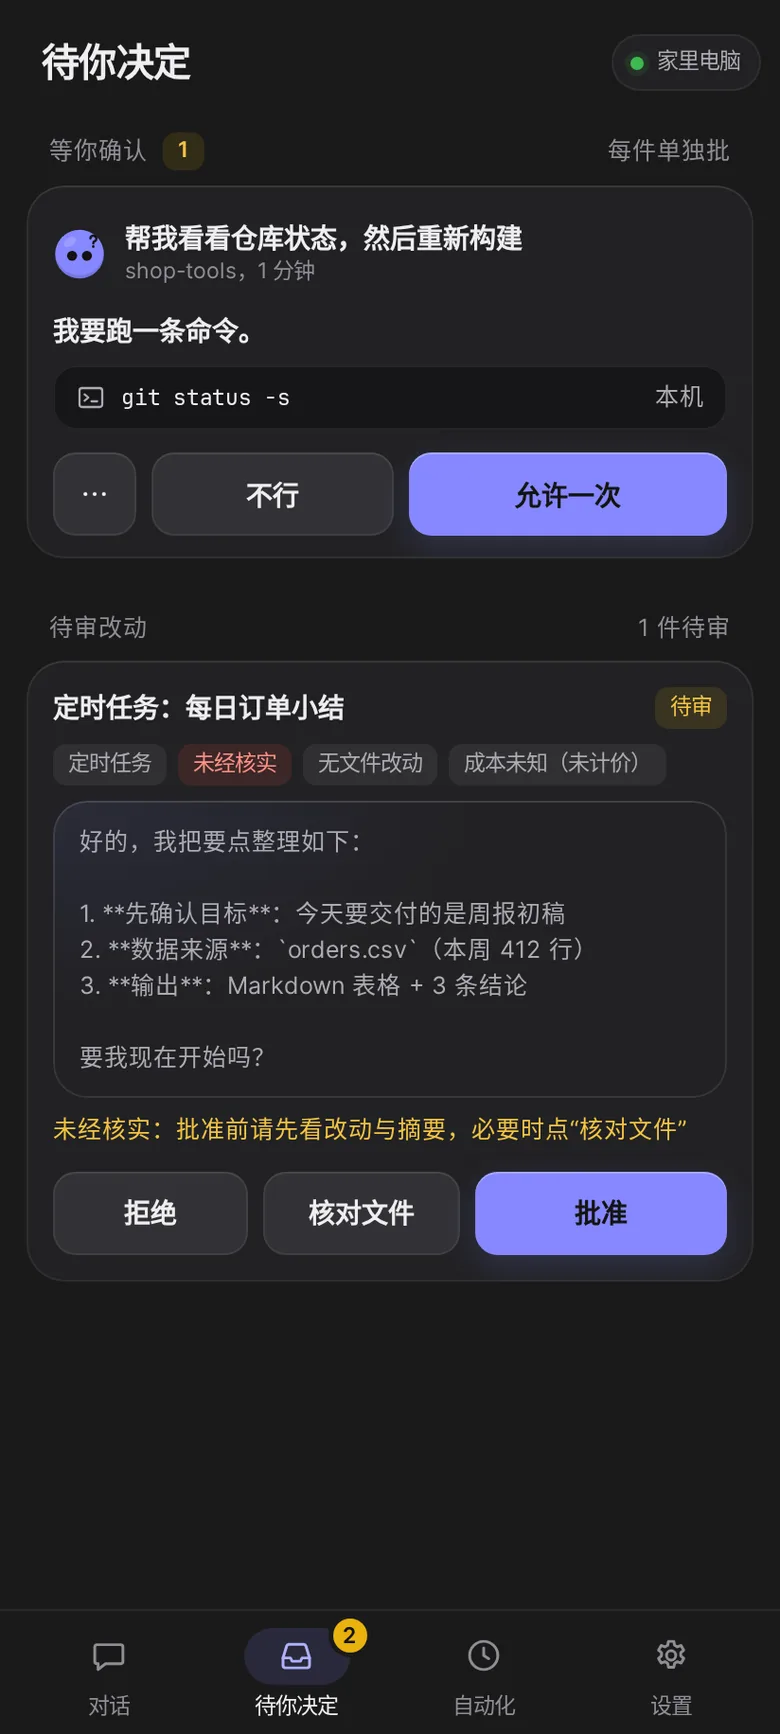 待你决定
家里电脑
等你确认 1
每件单独批
?
帮我看看仓库状态，然后重新构建
shop-tools，1 分钟
我要跑一条命令。
git status -s
本机
···
不行
允许一次
待审改动
1 件待审
定时任务：每日订单小结
待审
定时任务
未经核实
无文件改动
成本未知（未计价）
好的，我把要点整理如下：
1. **先确认目标**：今天要交付的是周报初稿
2. **数据来源**：`orders.csv`（本周 412 行）
3. **输出**：Markdown 表格 + 3 条结论
要我现在开始吗？
未经核实：批准前请先看改动与摘要，必要时点“核对文件”
拒绝
核对文件
批准
2
对话
待你决定
自动化
设置